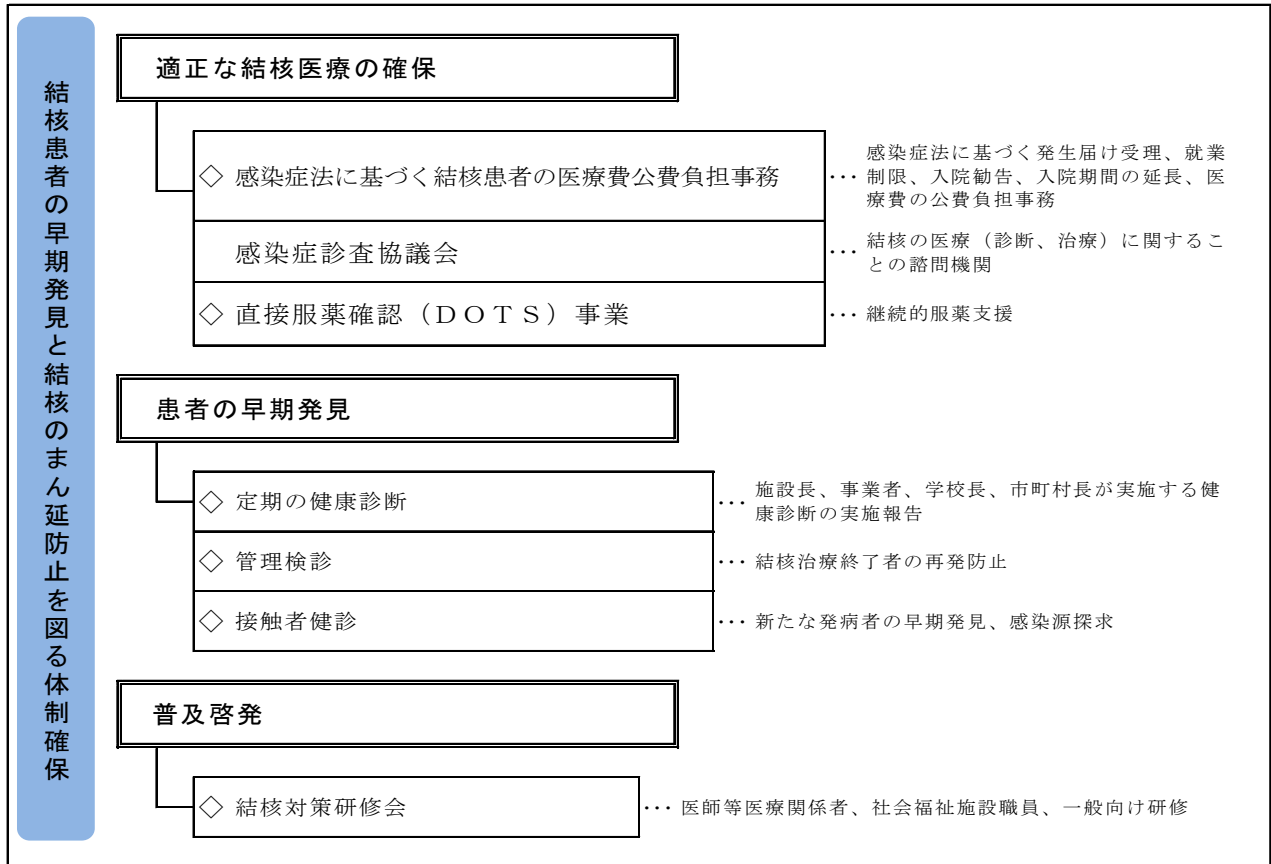 結核患者の早期発見と結核のまん延防止を図る体制確保
適正な結核医療の確保
◇ 感染症法に基づく結核患者の医療費公費負担事務
･･･ 感染症法に基づく発生届け受理、就業
制限、入院勧告、入院期間の延長、医
療費の公費負担事務
感染症診査協議会
･･･ 結核の医療（診断、治療）に関するこ
との諮問機関
◇ 直接服薬確認（ＤＯＴＳ）事業
･･･ 継続的服薬支援
患者の早期発見
◇ 定期の健康診断
･･･ 施設長、事業者、学校長、市町村長が実施する健
康診断の実施報告
◇ 管理検診
･･･ 結核治療終了者の再発防止
◇ 接触者健診
･･･ 新たな発病者の早期発見、感染源探求
普及啓発
◇ 結核対策研修会
･･･ 医師等医療関係者、社会福祉施設職員、一般向け研修